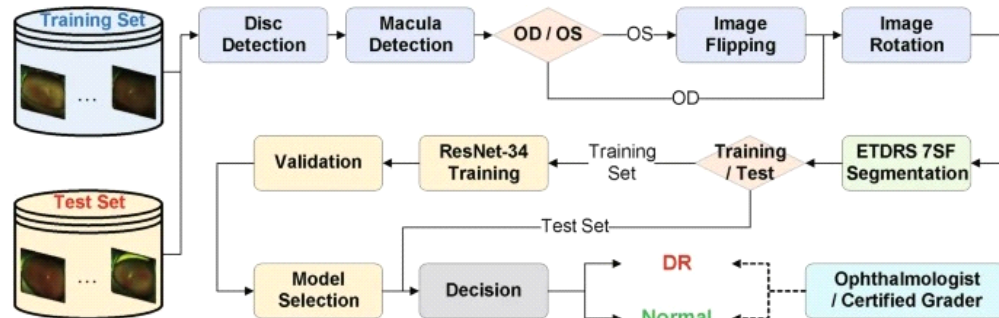 Training Set
...
Disc
Detection
Macula
Detection
OD / OS
OS
Image
Flipping
Image
Rotation
OD
Validation
ResNet-34
Training
Training
Set
Training
/ Test
ETDRS 7SF
Segmentation
Test Set
...
Test Set
Model
Selection
Decision
DR
Normal
Ophthalmologist
/ Certified Grader